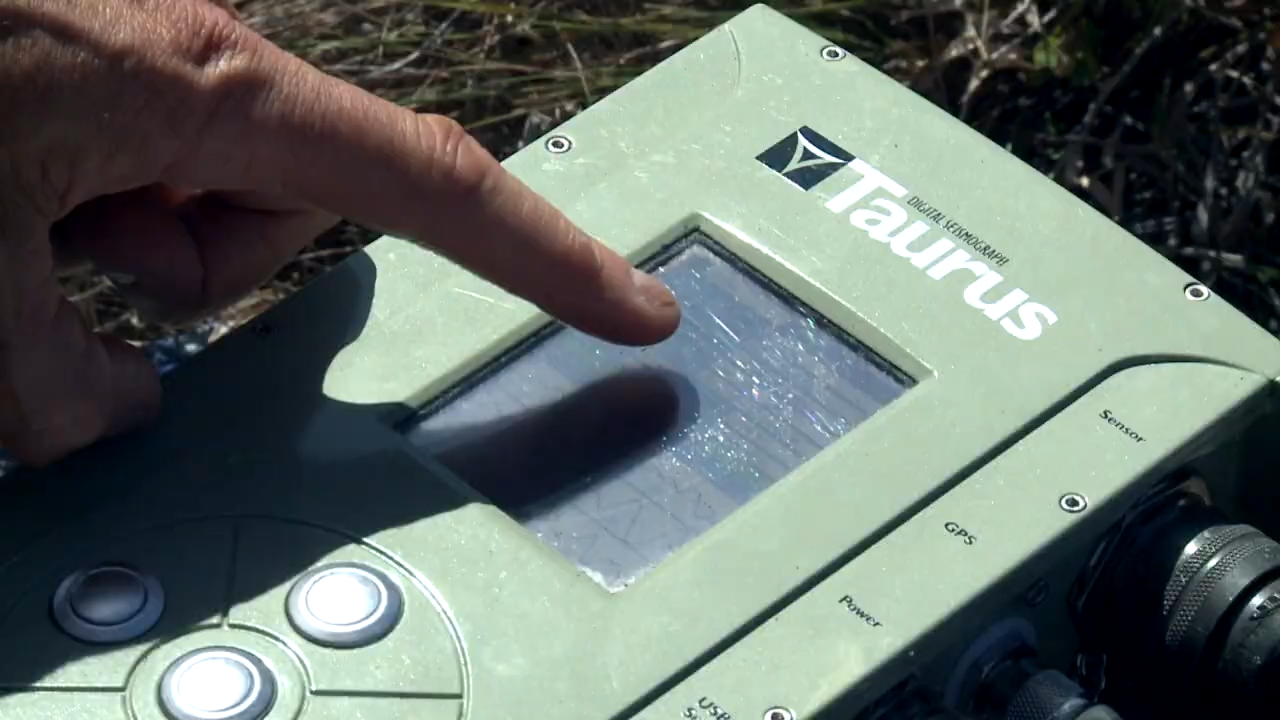 DIGITAL SEISMOGRAPH
Taurus
Sensor
GPS
Power
USB